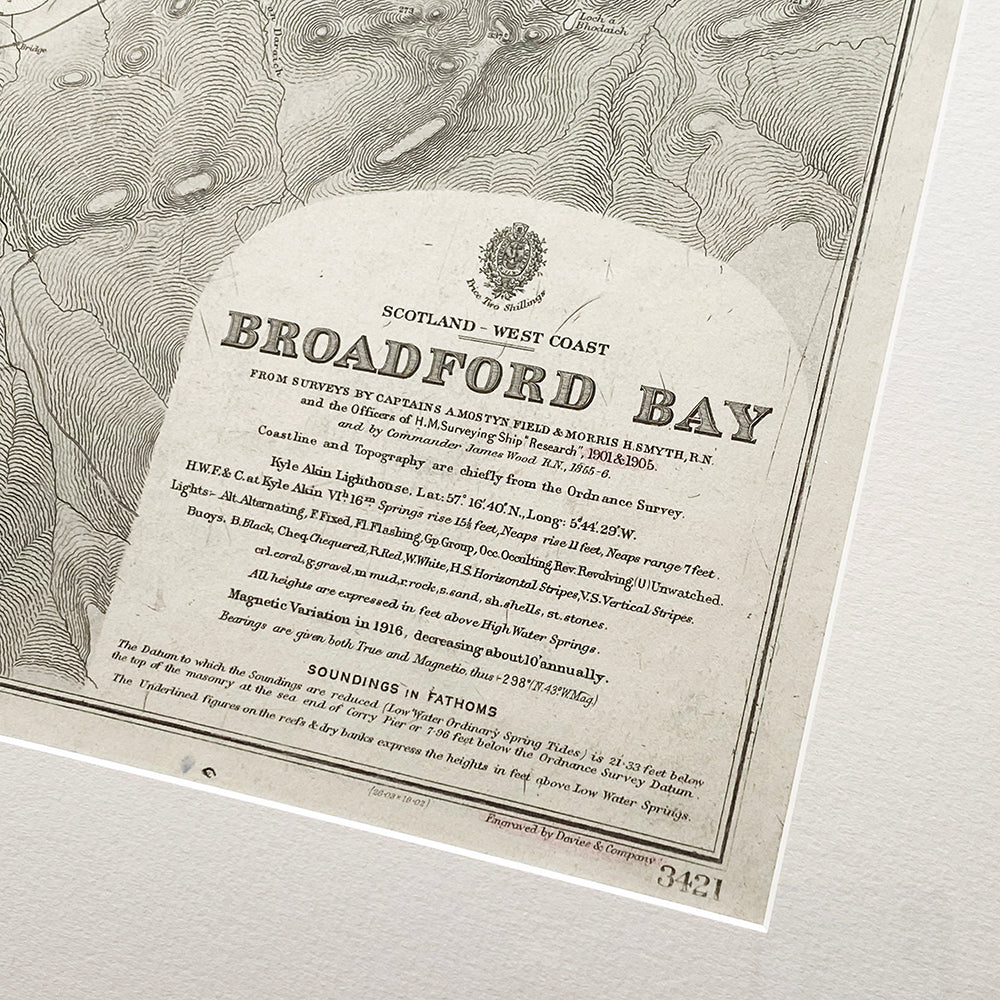 273
Bridge
Daraich
Loch a
Rhodaich
Price Two Shillings
SCOTLAND - WEST COAST
BROADFORD BAY
FROM SURVEYS BY CAPTAINS A.MOSTYN FIELD & MORRIS H.SMYTH, R.N.
and the Officers of H.M. Surveying Ship "Research", 1901 & 1905.
and by Commander James Wood R.N., 1855-6.
Coastline and Topography are chiefly from the Ordnance Survey.
Kyle Akin Lighthouse, Lat: 57° 16' 40" N., Long: 5° 44' 29" W.
H.W.F.& C. at Kyle Akin VIh 16m Springs rise 15½ feet, Neaps rise 11 feet, Neaps range 7 feet.
Lights:- Alt. Alternating, F. Fixed, Fl. Flashing, Gp. Group, Occ. Occulting, Rev. Revolving, (U) Unwatched.
Buoys, B. Black, Cheq. Chequered, R. Red, W. White, H.S. Horizontal Stripes, V.S. Vertical Stripes.
crl. coral, g. gravel, m mud, r. rock, s. sand, sh. shells, st. stones.
All heights are expressed in feet above High Water Springs.
Magnetic Variation in 1916, decreasing about 10' annually.
Bearings are given both True and Magnetic, thus:- 298° (N. 43° W. Mag)
SOUNDINGS IN FATHOMS
The Datum to which the Soundings are reduced (Low Water Ordinary Spring Tides) is 21·33 feet below
the top of the masonry at the sea end of Corry Pier or 7·96 feet below the Ordnance Survey Datum.
The Underlined figures on the reefs & dry banks express the heights in feet above Low Water Springs.
Engraved by Davies & Company
3421